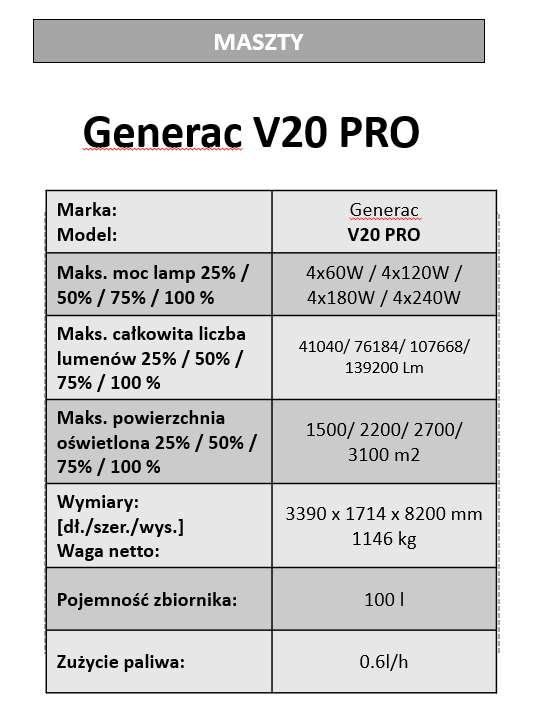 MASZTY
Generac V20 PRO
Marka:
Model:
Generac
V20 PRO
Maks. moc lamp 25% /
50% / 75% / 100 %
4x60W / 4x120W /
4x180W / 4x240W
Maks. całkowita liczba
lumenów 25% / 50% /
75% / 100 %
41040/ 76184/ 107668/
139200 Lm
Maks. powierzchnia
oświetlona 25% / 50% /
75% / 100 %
1500/ 2200/ 2700/
3100 m2
Wymiary:
[dł./szer./wys.]
Waga netto:
3390 x 1714 x 8200 mm
1146 kg
Pojemność zbiornika:
100 l
Zużycie paliwa:
0.6l/h